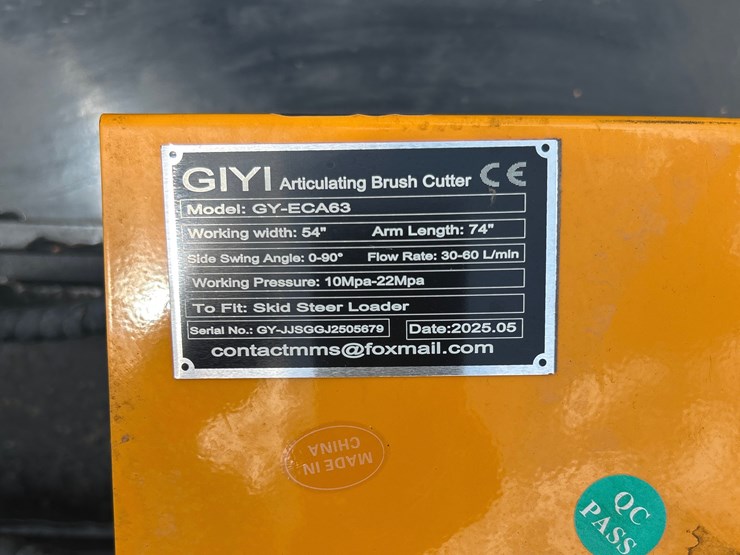 GIYI Articulating Brush Cutter CE
Model: GY-ECA63
Working width: 54" Arm Length: 74"
Side Swing Angle: 0-90° Flow Rate: 30-60 L/min
Working Pressure: 10Mpa-22Mpa
To Fit: Skid Steer Loader
Serial No.: GY-JJSGGJ2505679 Date:2025.05
contactmms@foxmail.com
MADE IN
CHINA
QC
PASS